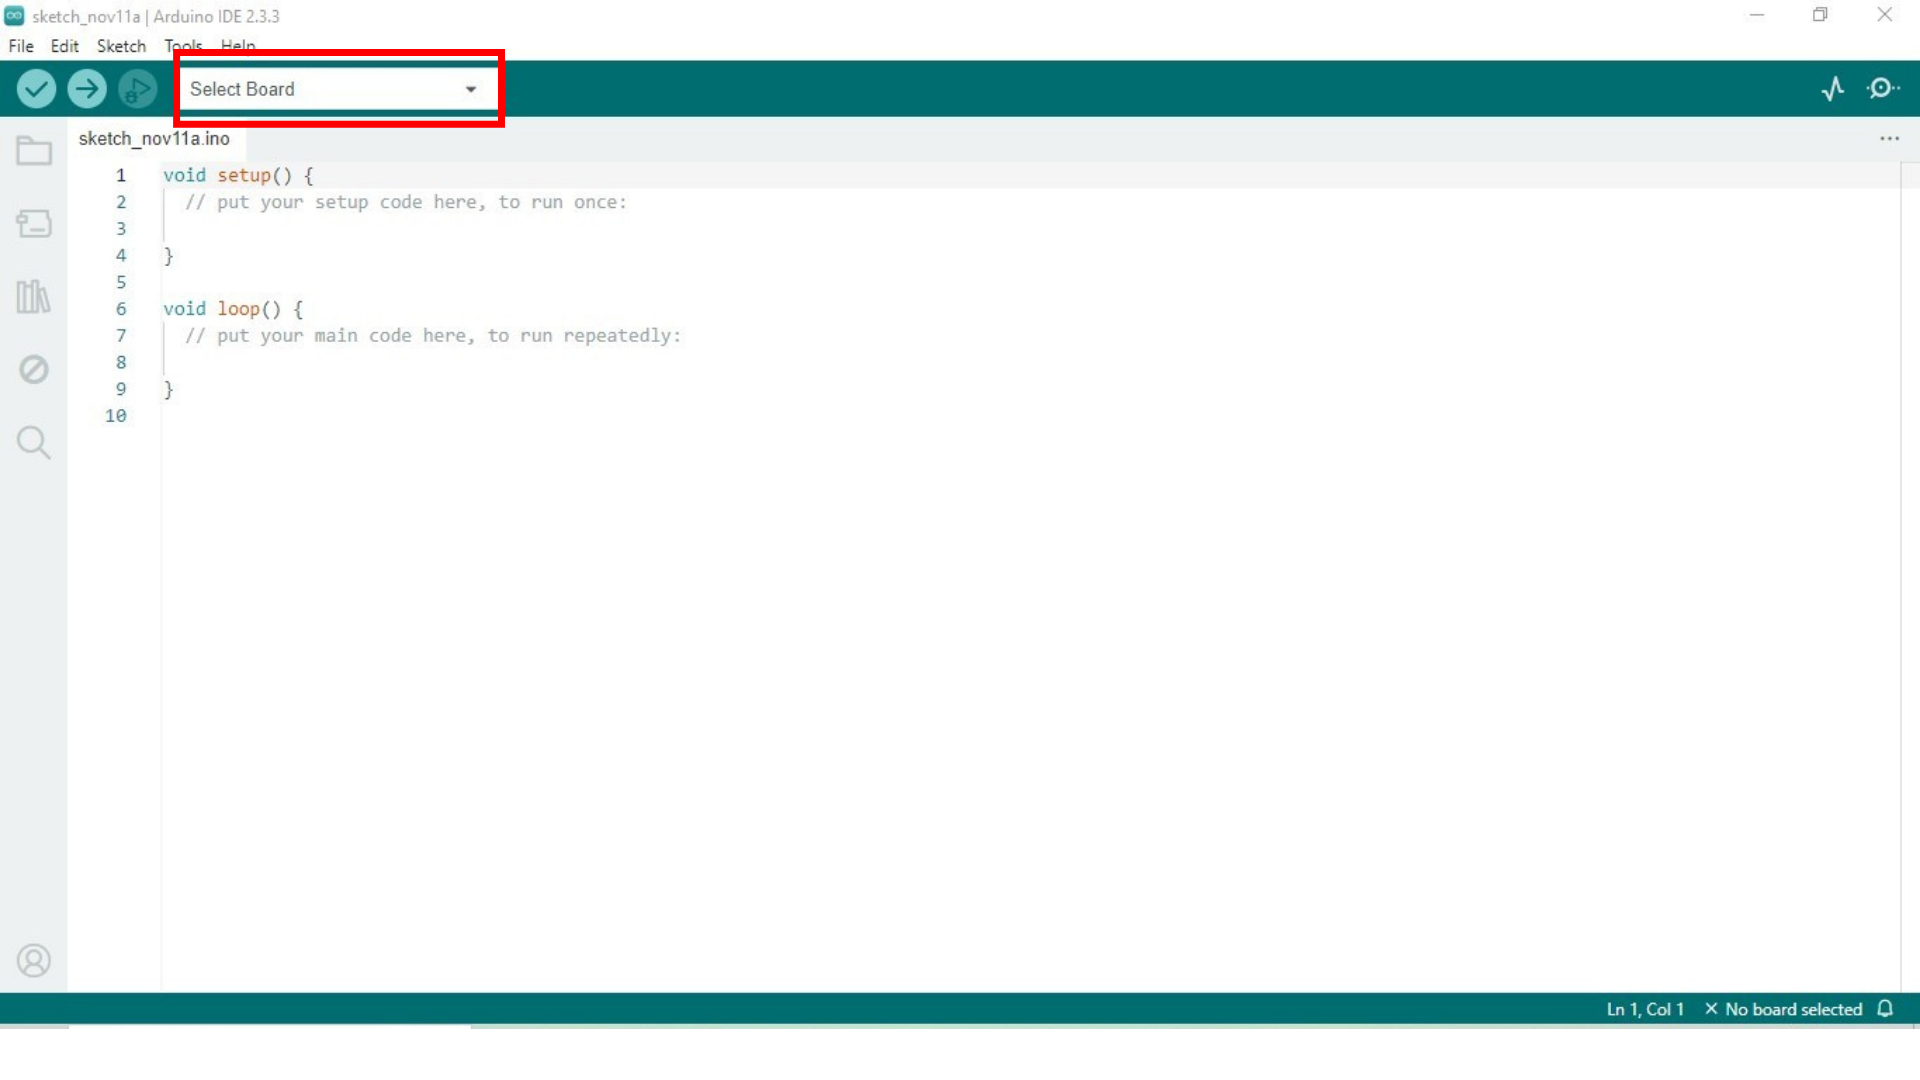 sketch_nov11a | Arduino IDE 2.3.3
File Edit Sketch Tools Help
Select Board
sketch_nov11a.ino
1 void setup() {
2 // put your setup code here, to run once:
3
4 }
5
6 void loop() {
7 // put your main code here, to run repeatedly:
8
9 }
10
Ln 1, Col 1 × No board selected